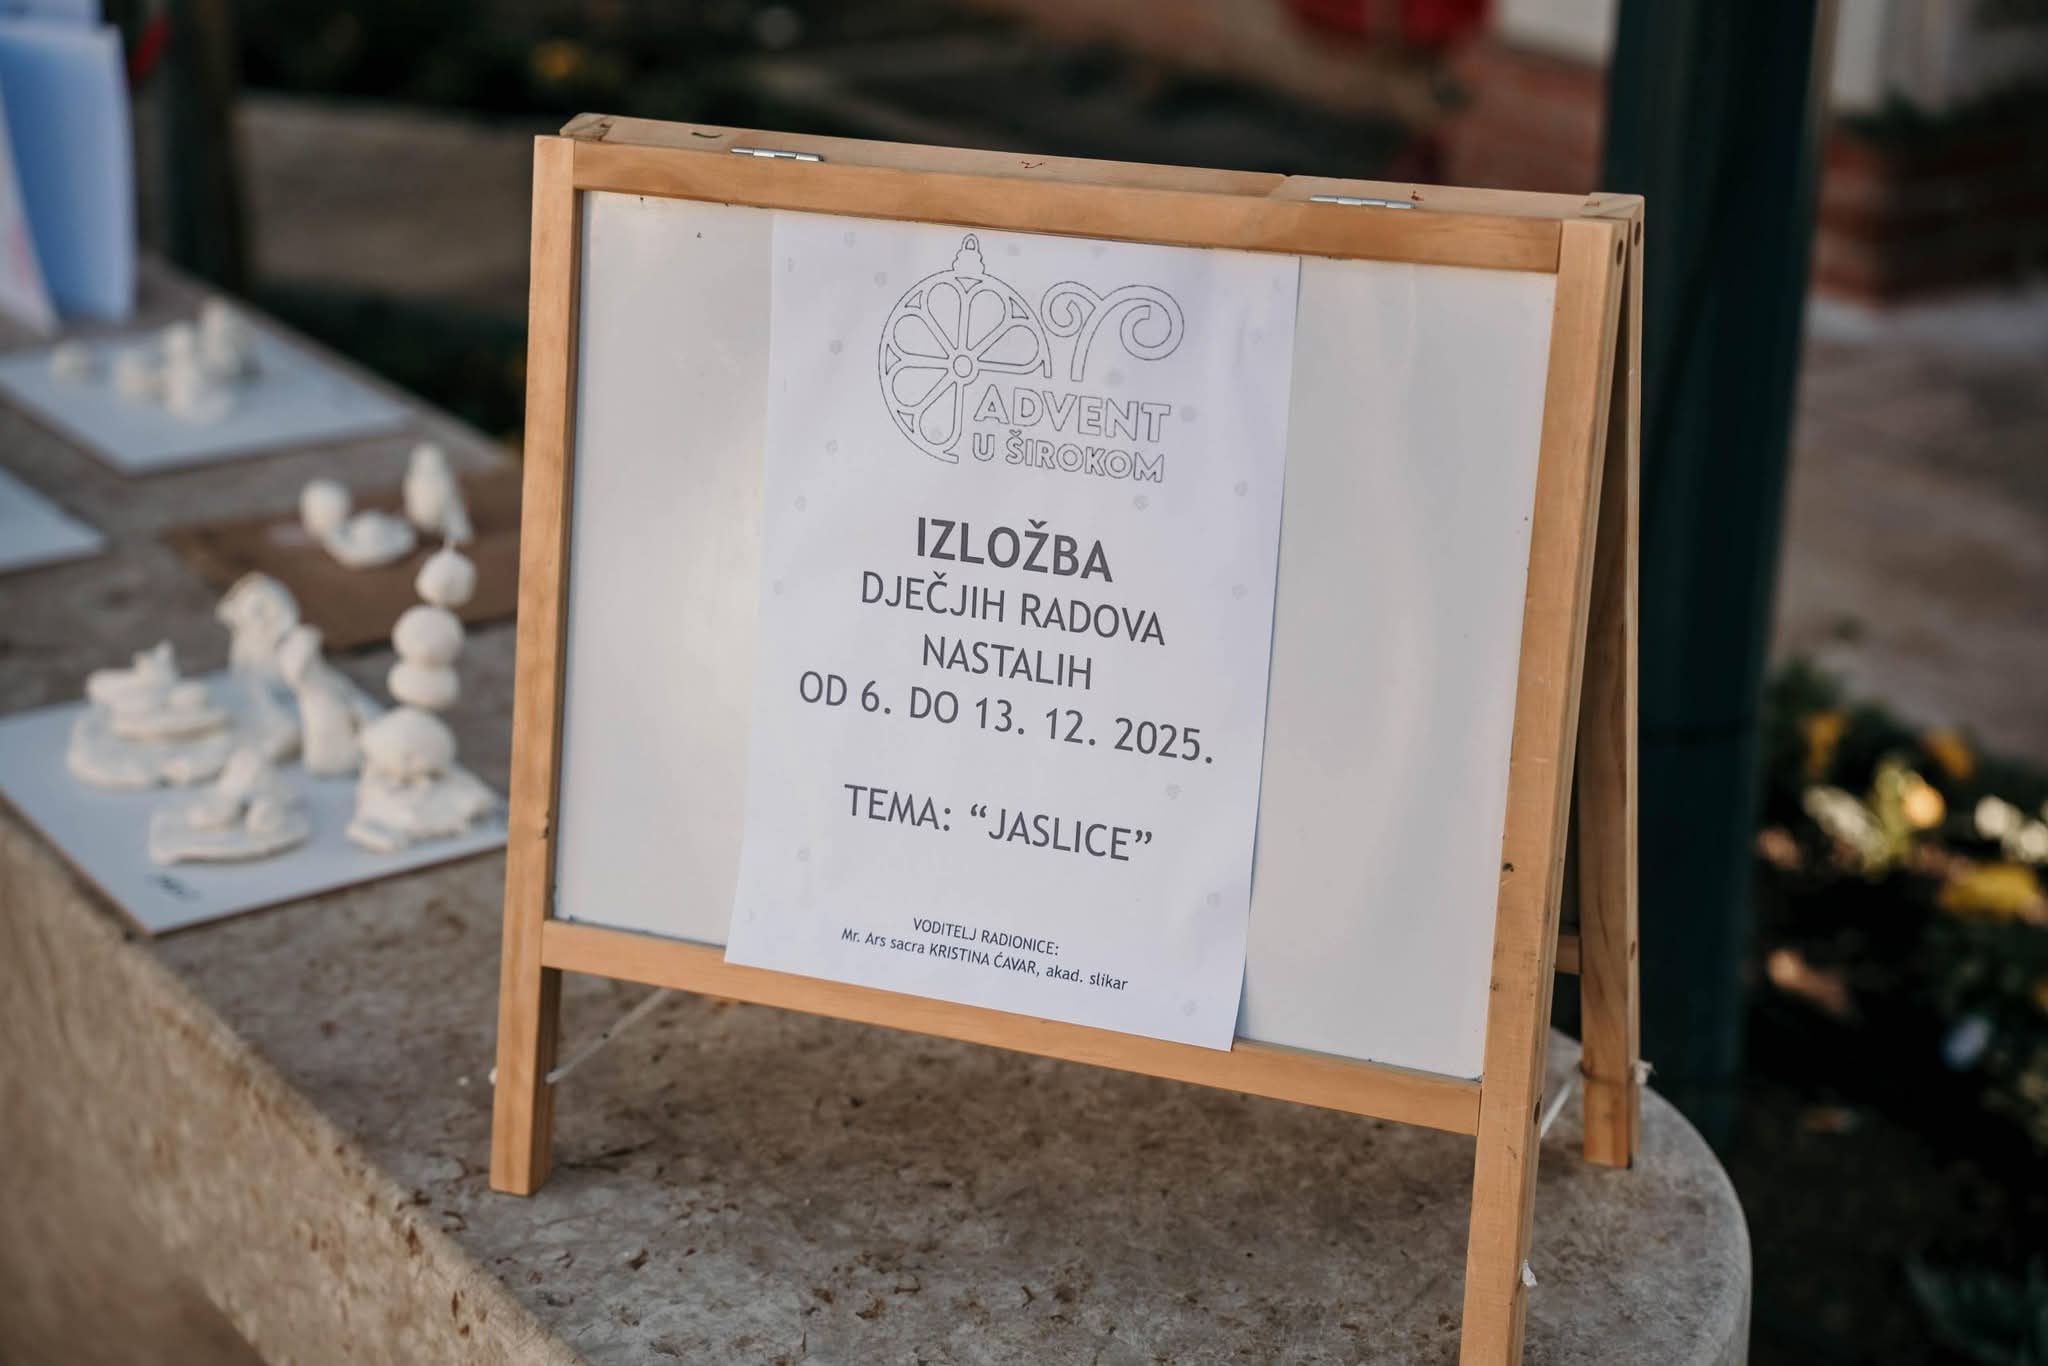 ADVENT
U ŠIROKOM
IZLOŽBA
DJEČJIH RADOVA
NASTALIH
OD 6. DO 13. 12. 2025.
TEMA: “JASLICE”
VODITELJ RADIONICE:
Mr. Ars sacra KRISTINA ĆAVAR, akad. slikar